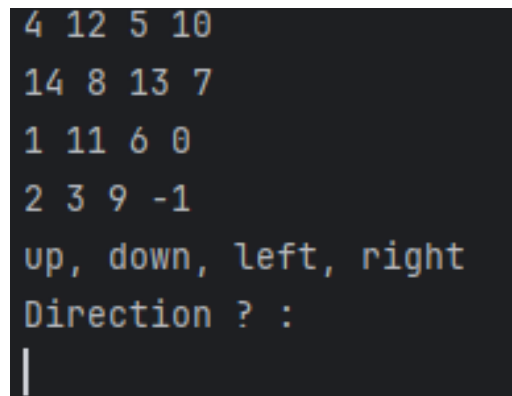 4 12 5 10
14 8 13 7
1 11 6 0
2 3 9 -1
up, down, left, right
Direction ? :